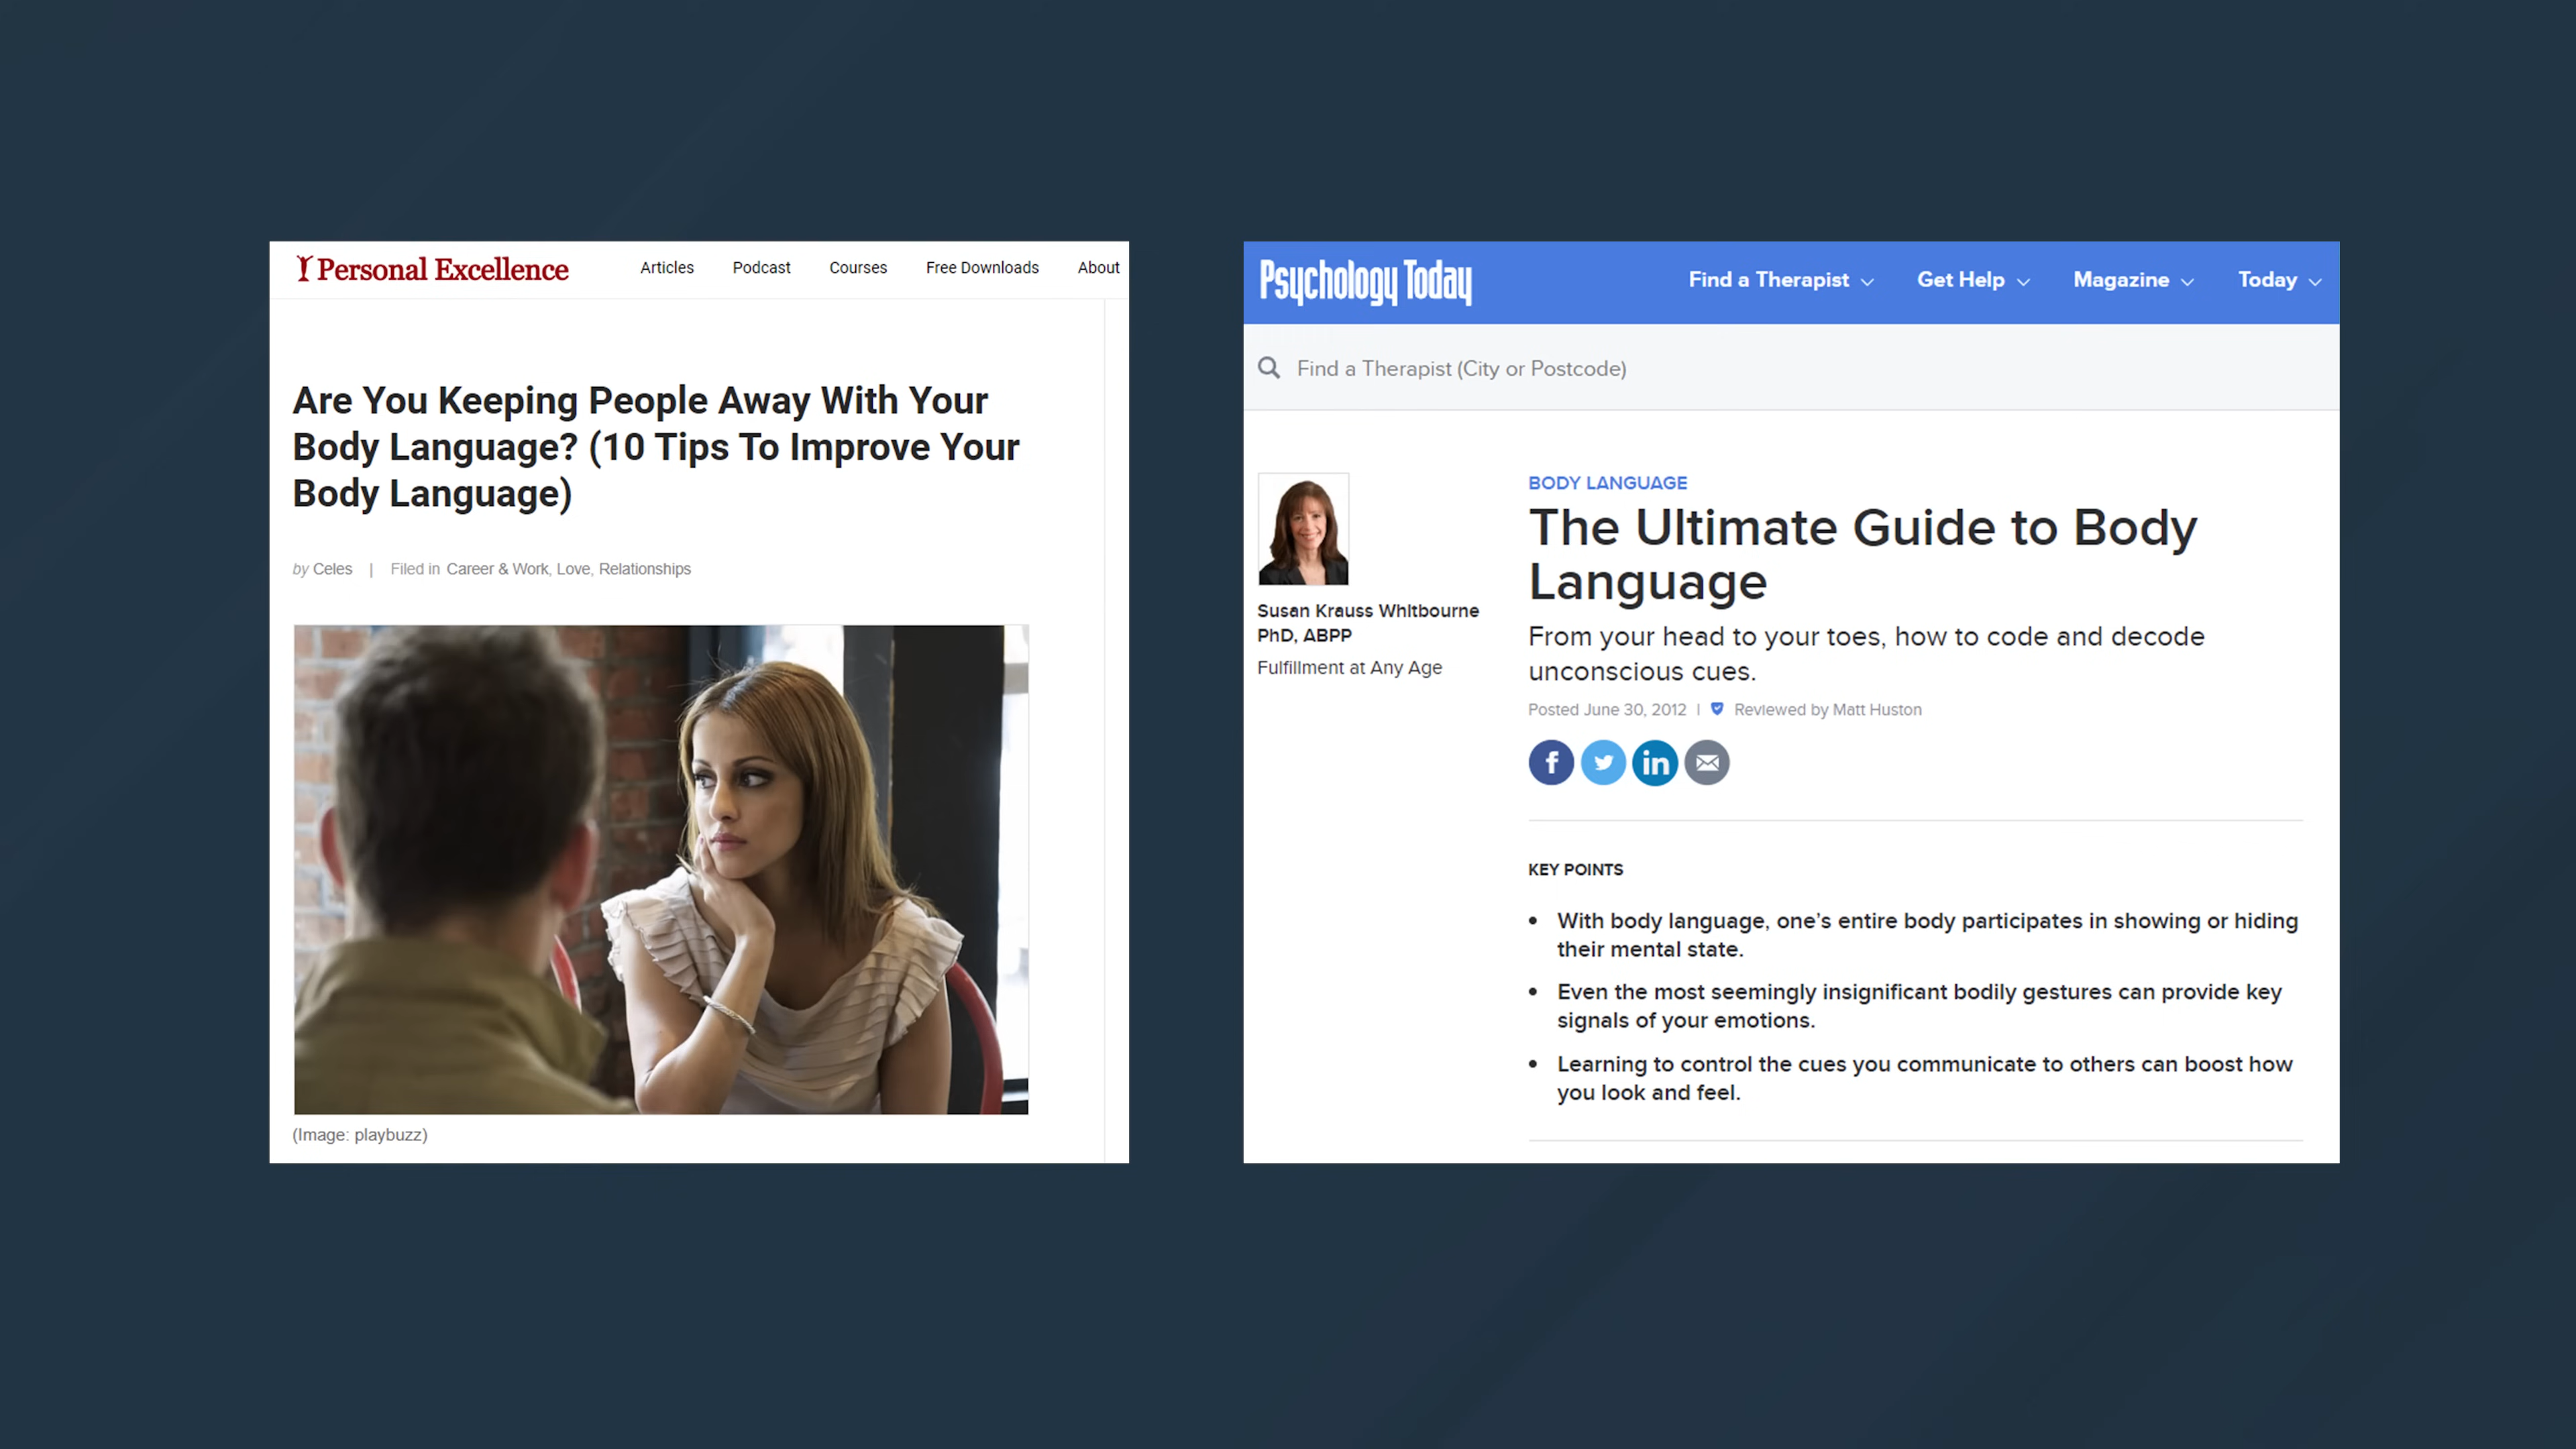 Personal Excellence
Articles Podcast Courses Free Downloads About
Are You Keeping People Away With Your
Body Language? (10 Tips To Improve Your
Body Language)
by Celes | Filed in Career & Work, Love, Relationships
(Image: playbuzz)
Psychology Today
Find a Therapist Get Help Magazine Today
Find a Therapist (City or Postcode)
Susan Krauss Whitbourne
PhD, ABPP
Fulfillment at Any Age
BODY LANGUAGE
The Ultimate Guide to Body
Language
From your head to your toes, how to code and decode
unconscious cues.
Posted June 30, 2012 | Reviewed by Matt Huston
f in
KEY POINTS
• With body language, one's entire body participates in showing or hiding
their mental state.
• Even the most seemingly insignificant bodily gestures can provide key
signals of your emotions.
• Learning to control the cues you communicate to others can boost how
you look and feel.